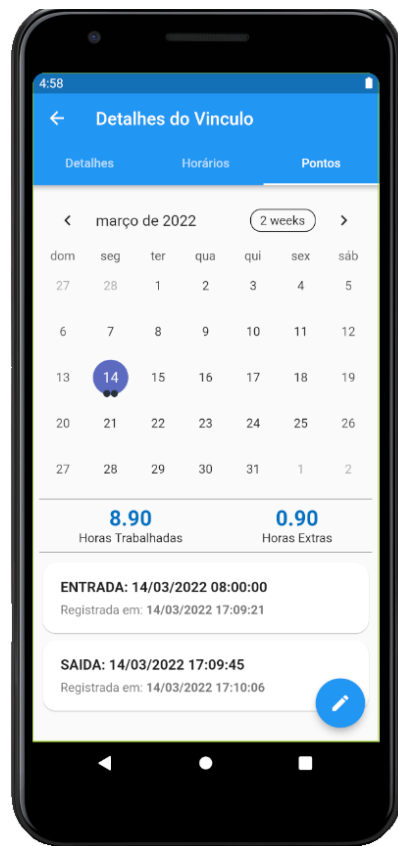 4:58
Detalhes do Vinculo
Detalhes Horários Pontos
março de 2022 2 weeks
dom seg ter qua qui sex sáb
27 28 1 2 3 4 5
6 7 8 9 10 11 12
13 14 15 16 17 18 19
20 21 22 23 24 25 26
27 28 29 30 31 1 2
8.90 0.90
Horas Trabalhadas Horas Extras
ENTRADA: 14/03/2022 08:00:00
Registrada em: 14/03/2022 17:09:21
SAIDA: 14/03/2022 17:09:45
Registrada em: 14/03/2022 17:10:06